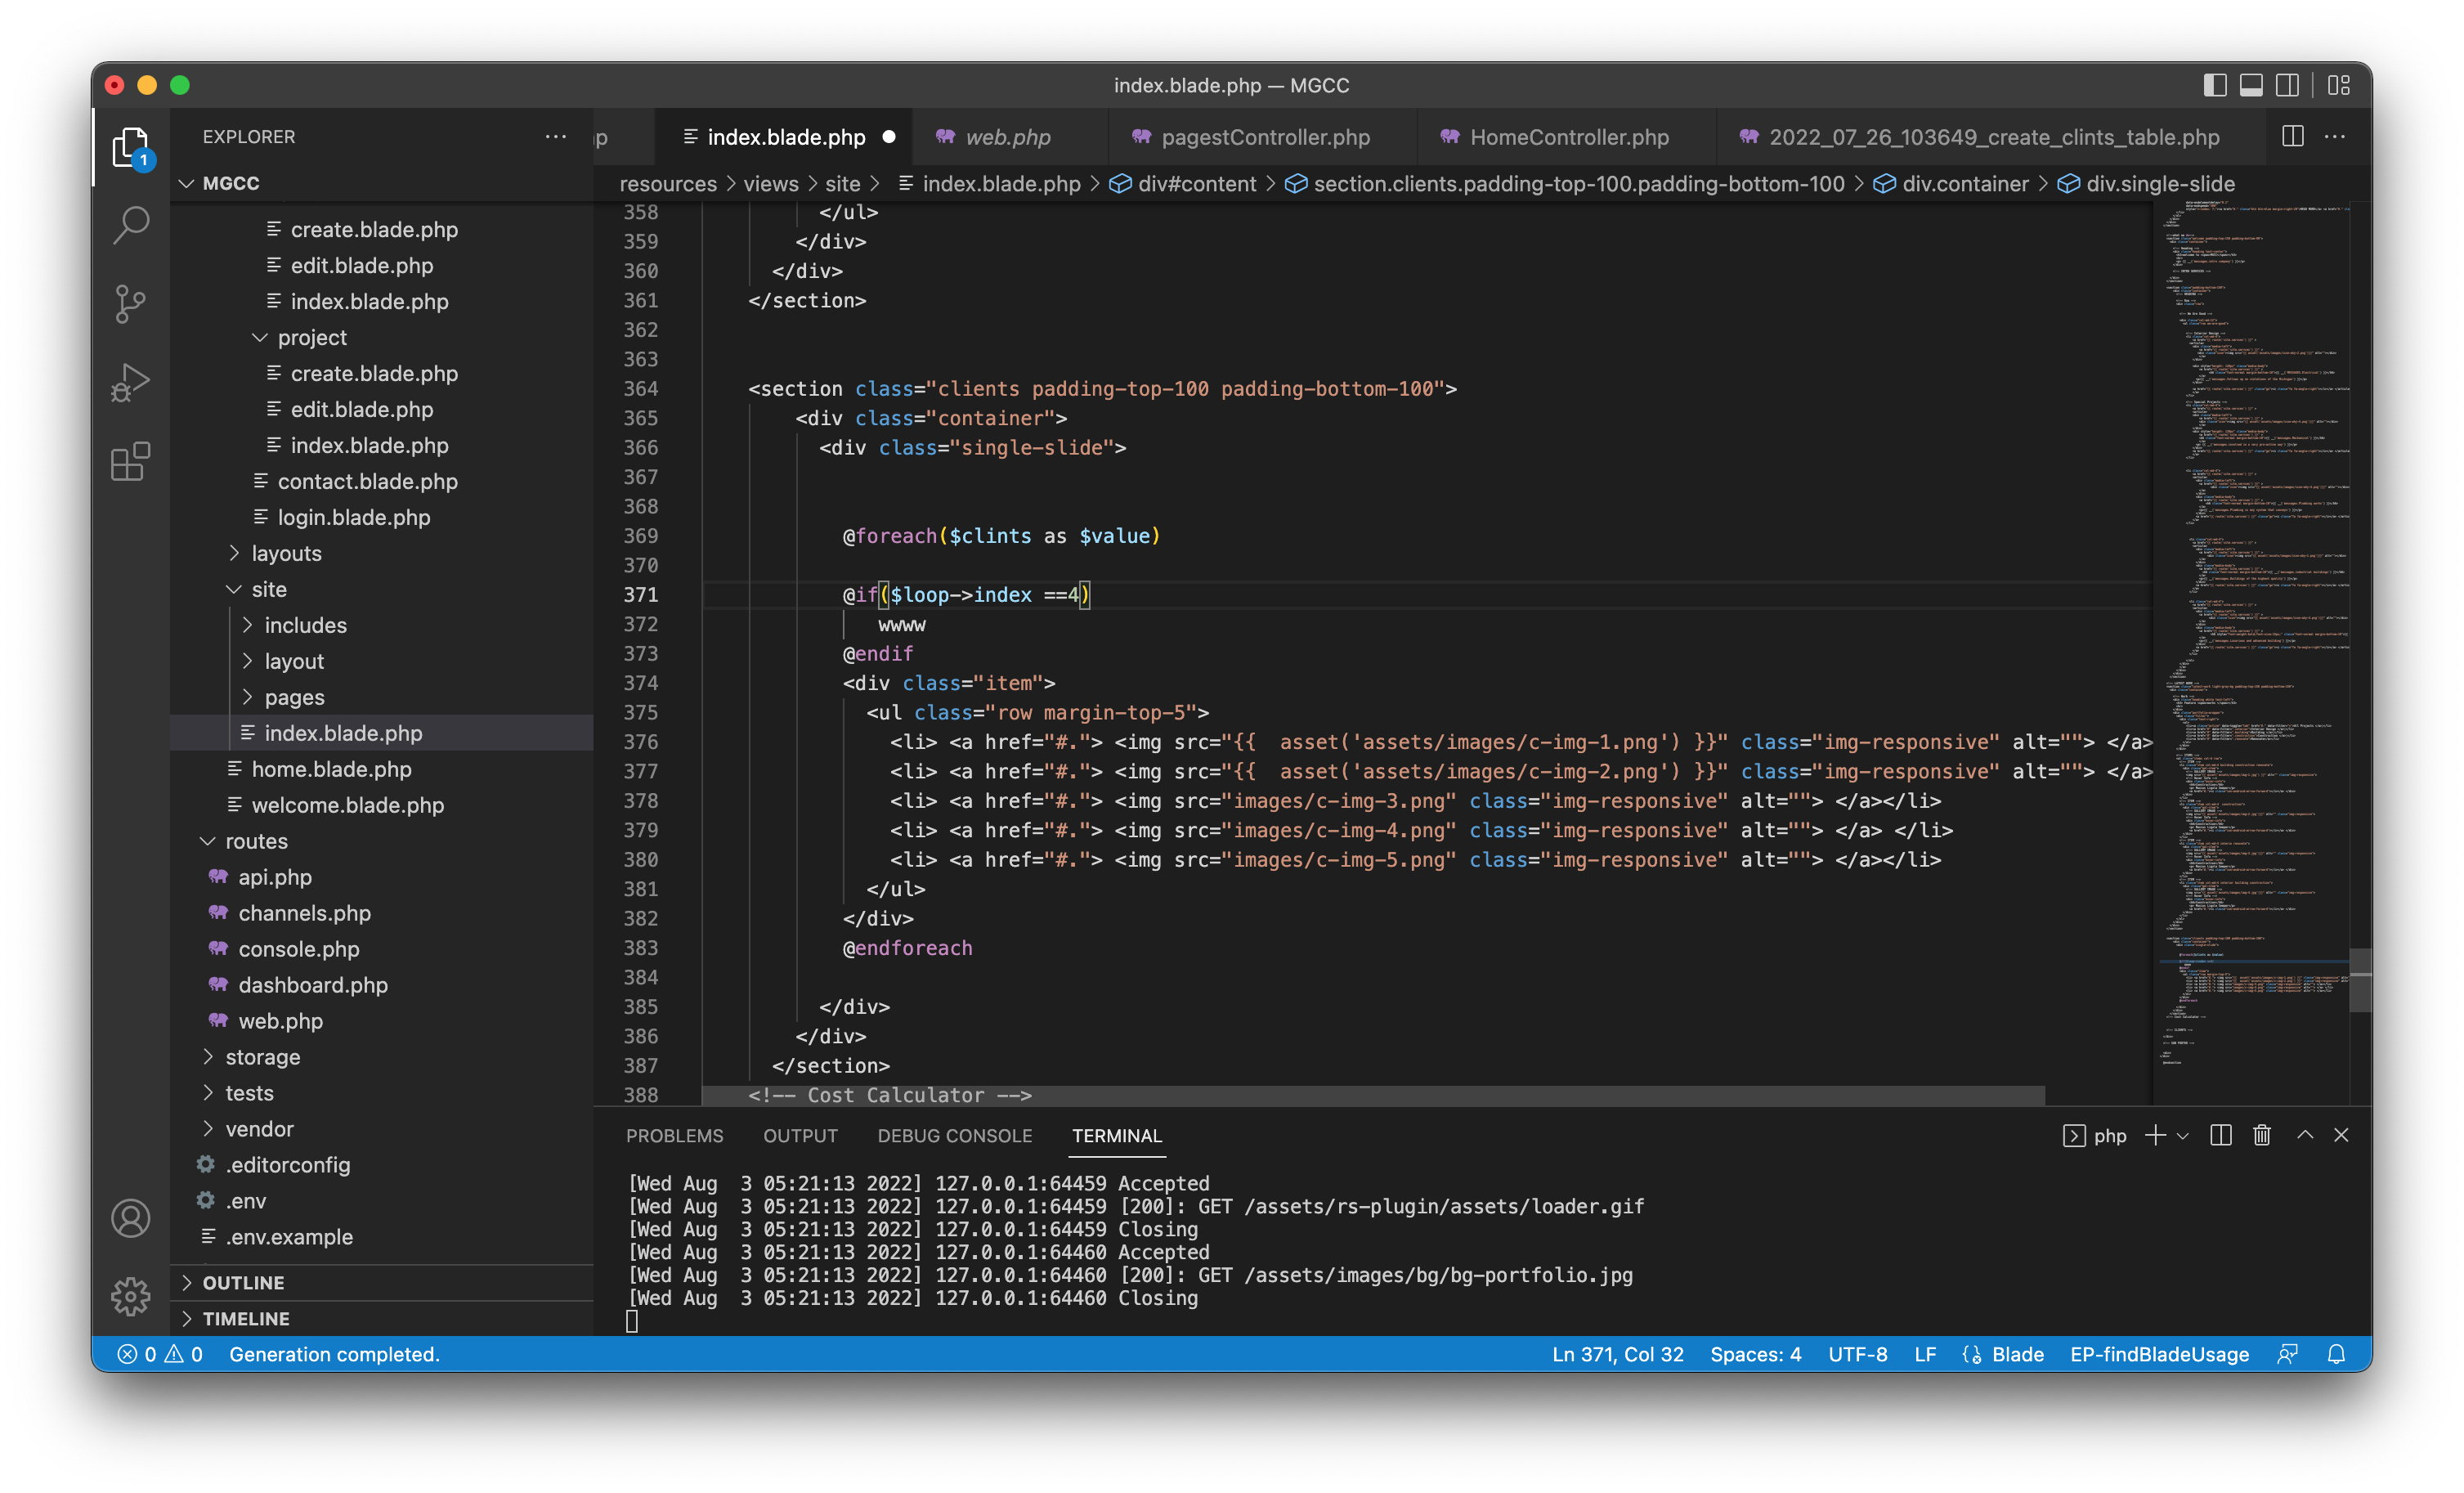 index.blade.php — MGCC
EXPLORER
MGCC
create.blade.php
edit.blade.php
index.blade.php
project
create.blade.php
edit.blade.php
index.blade.php
contact.blade.php
login.blade.php
layouts
site
includes
layout
pages
index.blade.php
home.blade.php
welcome.blade.php
routes
api.php
channels.php
console.php
dashboard.php
web.php
storage
tests
vendor
.editorconfig
.env
.env.example
OUTLINE
TIMELINE
index.blade.php web.php pagestController.php HomeController.php 2022_07_26_103649_create_clints_table.php
resources > views > site > index.blade.php > div#content > section.clients.padding-top-100.padding-bottom-100 > div.container > div.single-slide
358 </ul>
359 </div>
360 </div>
361 </section>
362
363
364 <section class="clients padding-top-100 padding-bottom-100">
365 <div class="container">
366 <div class="single-slide">
367
368
369 @foreach($clints as $value)
370
371 @if($loop->index ==4)
372 wwww
373 @endif
374 <div class="item">
375 <ul class="row margin-top-5">
376 <li> <a href="#."> <img src="{{  asset('assets/images/c-img-1.png') }}" class="img-responsive" alt=""> </a>
377 <li> <a href="#."> <img src="{{  asset('assets/images/c-img-2.png') }}" class="img-responsive" alt=""> </a>
378 <li> <a href="#."> <img src="images/c-img-3.png" class="img-responsive" alt=""> </a></li>
379 <li> <a href="#."> <img src="images/c-img-4.png" class="img-responsive" alt=""> </a> </li>
380 <li> <a href="#."> <img src="images/c-img-5.png" class="img-responsive" alt=""> </a></li>
381 </ul>
382 </div>
383 @endforeach
384
385 </div>
386 </div>
387 </section>
388 <!-- Cost Calculator -->
PROBLEMS OUTPUT DEBUG CONSOLE TERMINAL php
[Wed Aug  3 05:21:13 2022] 127.0.0.1:64459 Accepted
[Wed Aug  3 05:21:13 2022] 127.0.0.1:64459 [200]: GET /assets/rs-plugin/assets/loader.gif
[Wed Aug  3 05:21:13 2022] 127.0.0.1:64459 Closing
[Wed Aug  3 05:21:13 2022] 127.0.0.1:64460 Accepted
[Wed Aug  3 05:21:13 2022] 127.0.0.1:64460 [200]: GET /assets/images/bg/bg-portfolio.jpg
[Wed Aug  3 05:21:13 2022] 127.0.0.1:64460 Closing
0 0 Generation completed. Ln 371, Col 32 Spaces: 4 UTF-8 LF Blade EP-findBladeUsage